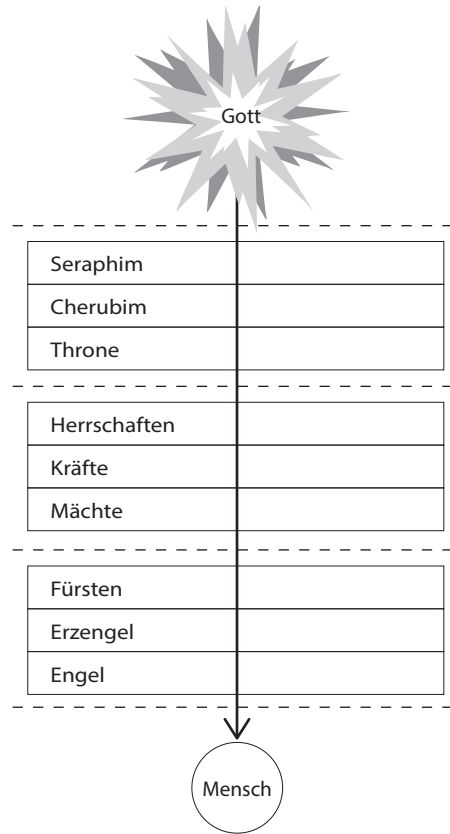 Gott
Seraphim
Cherubim
Throne
Herrschaften
Kräfte
Mächte
Fürsten
Erzengel
Engel
Mensch